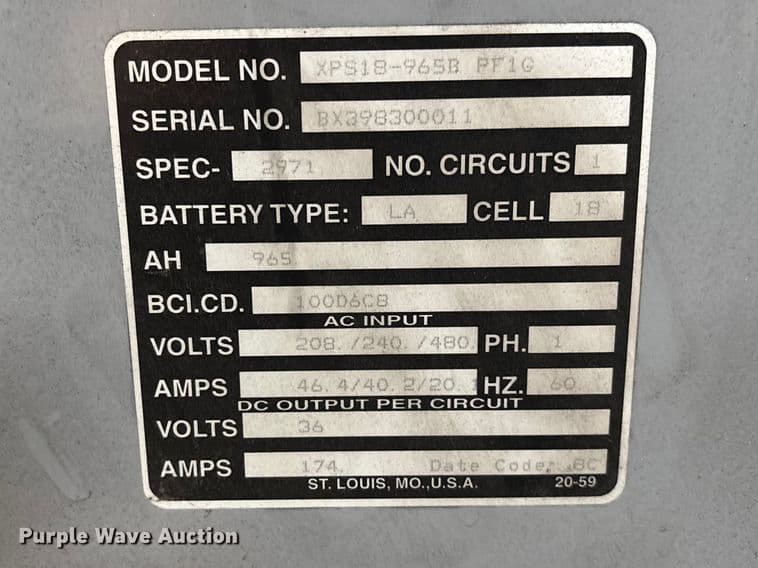 MODEL NO. XPS18-965B PF1G
SERIAL NO. BX398300011
SPEC- 2971 NO. CIRCUITS 1
BATTERY TYPE: LA CELL 18
AH 965
BCI.CD. 100D6C8
AC INPUT
VOLTS 208. /240. /480. PH. 1
AMPS 46.4/40.2/20.1 HZ. 60
DC OUTPUT PER CIRCUIT
VOLTS 36
AMPS 174. Date Code, BC
ST. LOUIS, MO.,U.S.A. 20-59
Purple Wave Auction